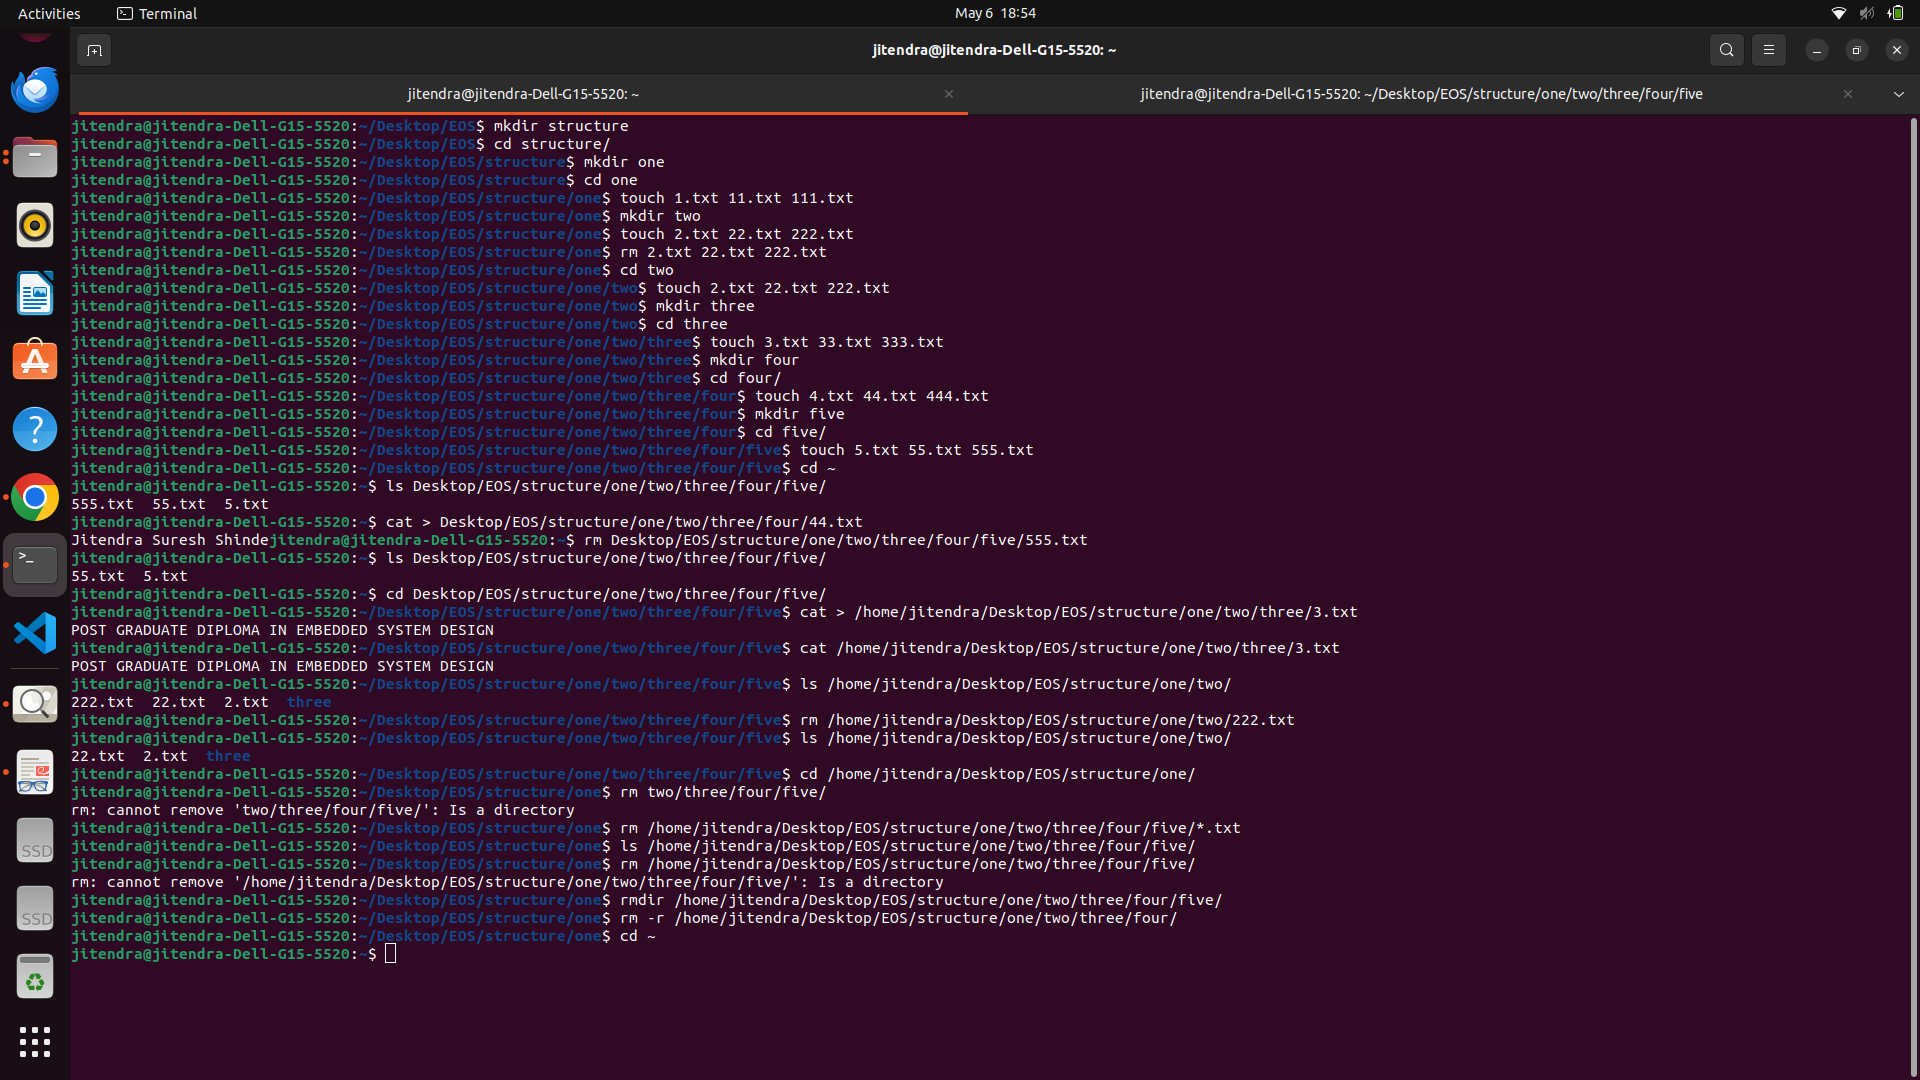 Activities
Terminal
May 6 18:54
jitendra@jitendra-Dell-G15-5520: ~
jitendra@jitendra-Dell-G15-5520: ~
jitendra@jitendra-Dell-G15-5520: ~/Desktop/EOS/structure/one/two/three/four/five
jitendra@jitendra-Dell-G15-5520:~/Desktop/EOS$ mkdir structure
jitendra@jitendra-Dell-G15-5520:~/Desktop/EOS$ cd structure/
jitendra@jitendra-Dell-G15-5520:~/Desktop/EOS/structure$ mkdir one
jitendra@jitendra-Dell-G15-5520:~/Desktop/EOS/structure$ cd one
jitendra@jitendra-Dell-G15-5520:~/Desktop/EOS/structure/one$ touch 1.txt 11.txt 111.txt
jitendra@jitendra-Dell-G15-5520:~/Desktop/EOS/structure/one$ mkdir two
jitendra@jitendra-Dell-G15-5520:~/Desktop/EOS/structure/one$ touch 2.txt 22.txt 222.txt
jitendra@jitendra-Dell-G15-5520:~/Desktop/EOS/structure/one$ rm 2.txt 22.txt 222.txt
jitendra@jitendra-Dell-G15-5520:~/Desktop/EOS/structure/one$ cd two
jitendra@jitendra-Dell-G15-5520:~/Desktop/EOS/structure/one/two$ touch 2.txt 22.txt 222.txt
jitendra@jitendra-Dell-G15-5520:~/Desktop/EOS/structure/one/two$ mkdir three
jitendra@jitendra-Dell-G15-5520:~/Desktop/EOS/structure/one/two$ cd three
jitendra@jitendra-Dell-G15-5520:~/Desktop/EOS/structure/one/two/three$ touch 3.txt 33.txt 333.txt
jitendra@jitendra-Dell-G15-5520:~/Desktop/EOS/structure/one/two/three$ mkdir four
jitendra@jitendra-Dell-G15-5520:~/Desktop/EOS/structure/one/two/three$ cd four/
jitendra@jitendra-Dell-G15-5520:~/Desktop/EOS/structure/one/two/three/four$ touch 4.txt 44.txt 444.txt
jitendra@jitendra-Dell-G15-5520:~/Desktop/EOS/structure/one/two/three/four$ mkdir five
jitendra@jitendra-Dell-G15-5520:~/Desktop/EOS/structure/one/two/three/four$ cd five/
jitendra@jitendra-Dell-G15-5520:~/Desktop/EOS/structure/one/two/three/four/five$ touch 5.txt 55.txt 555.txt
jitendra@jitendra-Dell-G15-5520:~/Desktop/EOS/structure/one/two/three/four/five$ cd ~
jitendra@jitendra-Dell-G15-5520:~$ ls Desktop/EOS/structure/one/two/three/four/five/
555.txt  55.txt  5.txt
jitendra@jitendra-Dell-G15-5520:~$ cat > Desktop/EOS/structure/one/two/three/four/44.txt
Jitendra Suresh Shindejitendra@jitendra-Dell-G15-5520:~$ rm Desktop/EOS/structure/one/two/three/four/five/555.txt
jitendra@jitendra-Dell-G15-5520:~$ ls Desktop/EOS/structure/one/two/three/four/five/
55.txt  5.txt
jitendra@jitendra-Dell-G15-5520:~$ cd Desktop/EOS/structure/one/two/three/four/five/
jitendra@jitendra-Dell-G15-5520:~/Desktop/EOS/structure/one/two/three/four/five$ cat > /home/jitendra/Desktop/EOS/structure/one/two/three/3.txt
POST GRADUATE DIPLOMA IN EMBEDDED SYSTEM DESIGN
jitendra@jitendra-Dell-G15-5520:~/Desktop/EOS/structure/one/two/three/four/five$ cat /home/jitendra/Desktop/EOS/structure/one/two/three/3.txt
POST GRADUATE DIPLOMA IN EMBEDDED SYSTEM DESIGN
jitendra@jitendra-Dell-G15-5520:~/Desktop/EOS/structure/one/two/three/four/five$ ls /home/jitendra/Desktop/EOS/structure/one/two/
222.txt  22.txt  2.txt  three
jitendra@jitendra-Dell-G15-5520:~/Desktop/EOS/structure/one/two/three/four/five$ rm /home/jitendra/Desktop/EOS/structure/one/two/222.txt
jitendra@jitendra-Dell-G15-5520:~/Desktop/EOS/structure/one/two/three/four/five$ ls /home/jitendra/Desktop/EOS/structure/one/two/
22.txt  2.txt  three
jitendra@jitendra-Dell-G15-5520:~/Desktop/EOS/structure/one/two/three/four/five$ cd /home/jitendra/Desktop/EOS/structure/one/
jitendra@jitendra-Dell-G15-5520:~/Desktop/EOS/structure/one$ rm two/three/four/five/
rm: cannot remove 'two/three/four/five/': Is a directory
jitendra@jitendra-Dell-G15-5520:~/Desktop/EOS/structure/one$ rm /home/jitendra/Desktop/EOS/structure/one/two/three/four/five/*.txt
jitendra@jitendra-Dell-G15-5520:~/Desktop/EOS/structure/one$ ls /home/jitendra/Desktop/EOS/structure/one/two/three/four/five/
jitendra@jitendra-Dell-G15-5520:~/Desktop/EOS/structure/one$ rm /home/jitendra/Desktop/EOS/structure/one/two/three/four/five/
rm: cannot remove '/home/jitendra/Desktop/EOS/structure/one/two/three/four/five/': Is a directory
jitendra@jitendra-Dell-G15-5520:~/Desktop/EOS/structure/one$ rmdir /home/jitendra/Desktop/EOS/structure/one/two/three/four/five/
jitendra@jitendra-Dell-G15-5520:~/Desktop/EOS/structure/one$ rm -r /home/jitendra/Desktop/EOS/structure/one/two/three/four/
jitendra@jitendra-Dell-G15-5520:~/Desktop/EOS/structure/one$ cd ~
jitendra@jitendra-Dell-G15-5520:~$
SSD
SSD